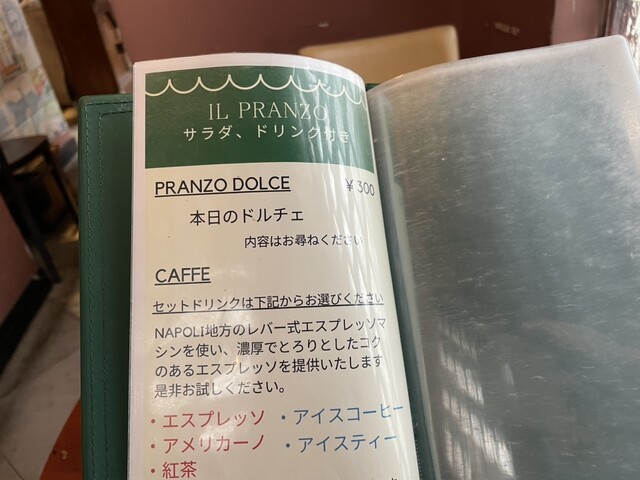 IL PRANZO
サラダ、ドリンク付き
PRANZO DOLCE ￥300
本日のドルチェ
内容はお尋ねください
CAFFE
セットドリンクは下記からお選びください
NAPOLI地方のレバー式エスプレッソマ
シンを使い、濃厚でとろりとしたコク
のあるエスプレッソを提供いたします
是非お試しください。
・エスプレッソ ・アイスコーヒー
・アメリカーノ ・アイスティー
・紅茶